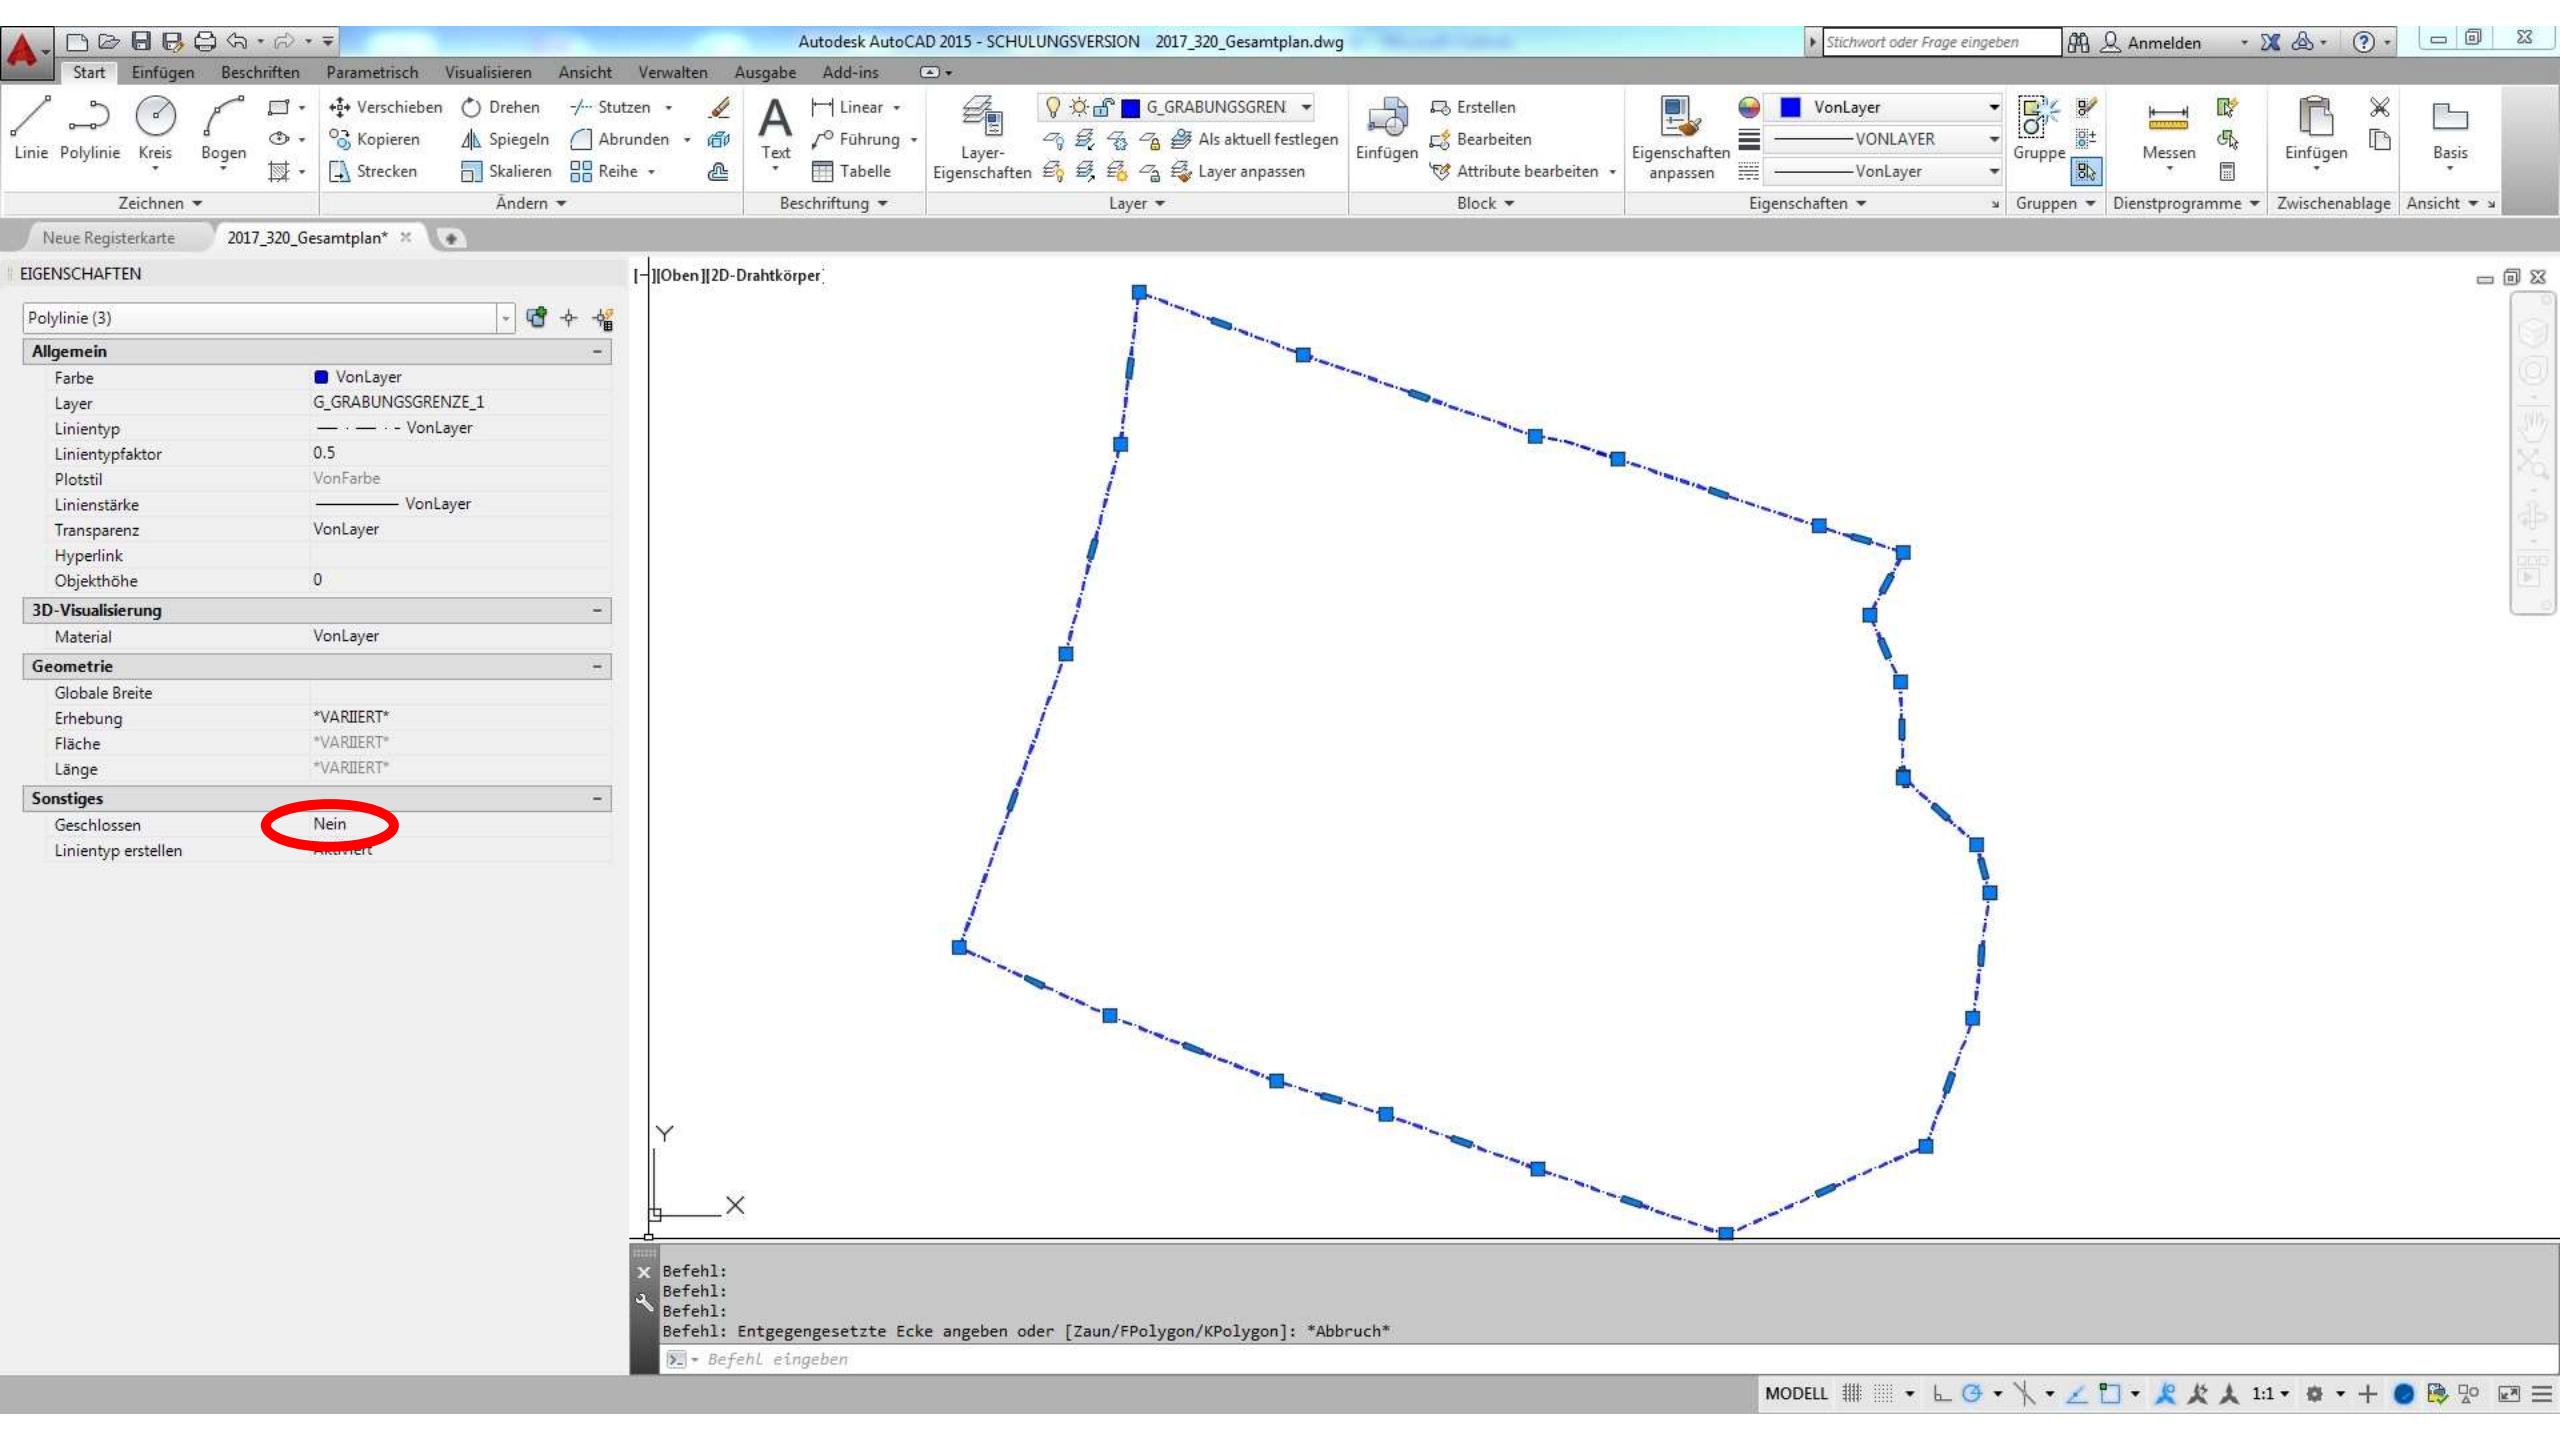 Autodesk AutoCAD 2015 - SCHULUNGSVERSION 2017_320_Gesamtplan.dwg
Stichwort oder Frage eingeben
Anmelden
Start Einfügen Beschriften Parametrisch Visualisieren Ansicht Verwalten Ausgabe Add-ins
Linie Polylinie Kreis Bogen
Verschieben Drehen Stutzen
Kopieren Spiegeln Abrunden
Strecken Skalieren Reihe
Text
Linear
Führung
Tabelle
Layer-Eigenschaften
G_GRABUNGSGREN
Als aktuell festlegen
Layer anpassen
Einfügen
Erstellen
Bearbeiten
Attribute bearbeiten
Eigenschaften anpassen
VonLayer
VONLAYER
VonLayer
Gruppe
Messen
Einfügen
Basis
Zeichnen Ändern Beschriftung Layer Block Eigenschaften Gruppen Dienstprogramme Zwischenablage Ansicht
Neue Registerkarte 2017_320_Gesamtplan*
EIGENSCHAFTEN
Polylinie (3)
Allgemein
Farbe VonLayer
Layer G_GRABUNGSGRENZE_1
Linientyp VonLayer
Linientypfaktor 0.5
Plotstil VonFarbe
Linienstärke VonLayer
Transparenz VonLayer
Hyperlink
Objekthöhe 0
3D-Visualisierung
Material VonLayer
Geometrie
Globale Breite
Erhebung *VARIIERT*
Fläche *VARIIERT*
Länge *VARIIERT*
Sonstiges
Geschlossen Nein
Linientyp erstellen Aktiviert
[-][Oben][2D-Drahtkörper]
Y
X
Befehl:
Befehl:
Befehl:
Befehl: Entgegengesetzte Ecke angeben oder [Zaun/FPolygon/KPolygon]: *Abbruch*
Befehl eingeben
MODELL 1:1